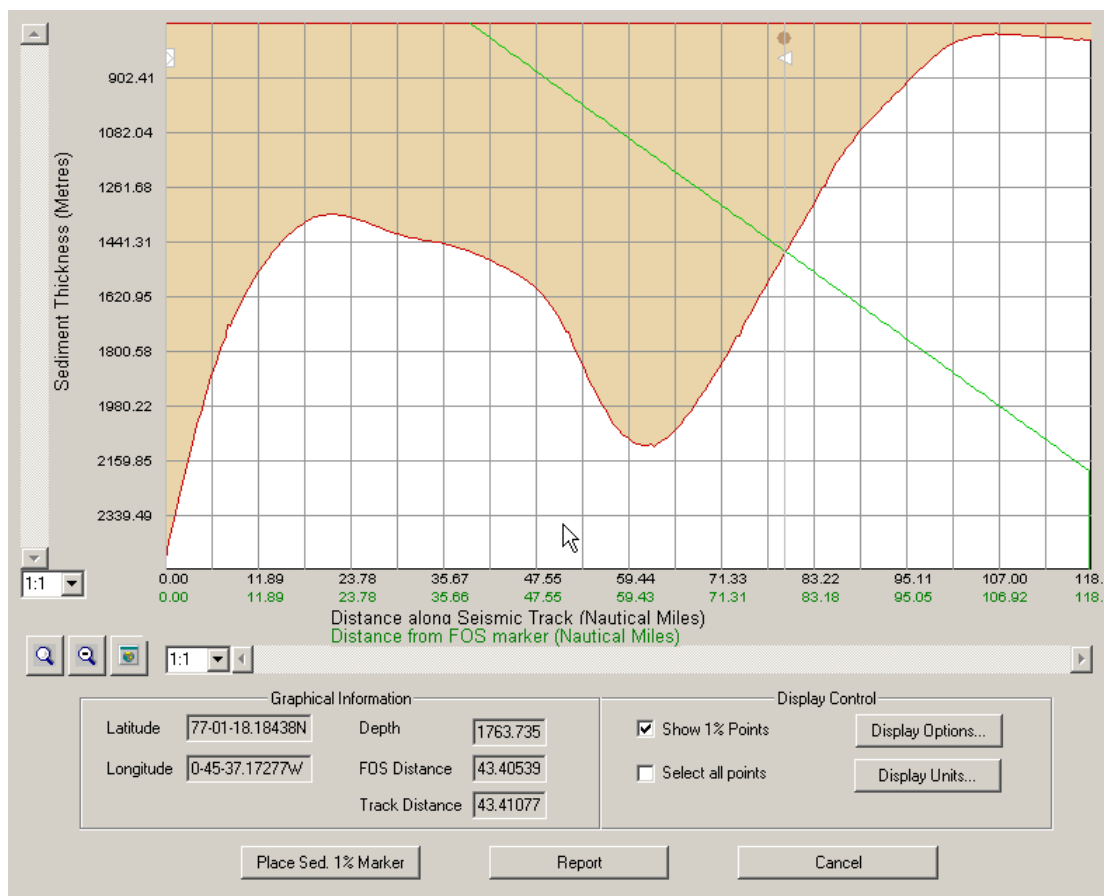 902.41
1082.04
1261.68
1441.31
1620.95
1800.58
1980.22
2159.85
2339.49
Sediment Thickness (Metres)
1:1
0.00 11.89 23.78 35.67 47.55 59.44 71.33 83.22 95.11 107.00 118.
0.00 11.89 23.78 35.66 47.55 59.43 71.31 83.18 95.05 106.92 118.
Distance along Seismic Track (Nautical Miles)
Distance from FOS marker (Nautical Miles)
1:1
Graphical Information
Latitude 77-01-18.18438N Depth 1763.735
Longitude 0-45-37.17277W FOS Distance 43.40539
Track Distance 43.41077
Display Control
Show 1% Points Display Options...
Select all points Display Units...
Place Sed. 1% Marker Report Cancel